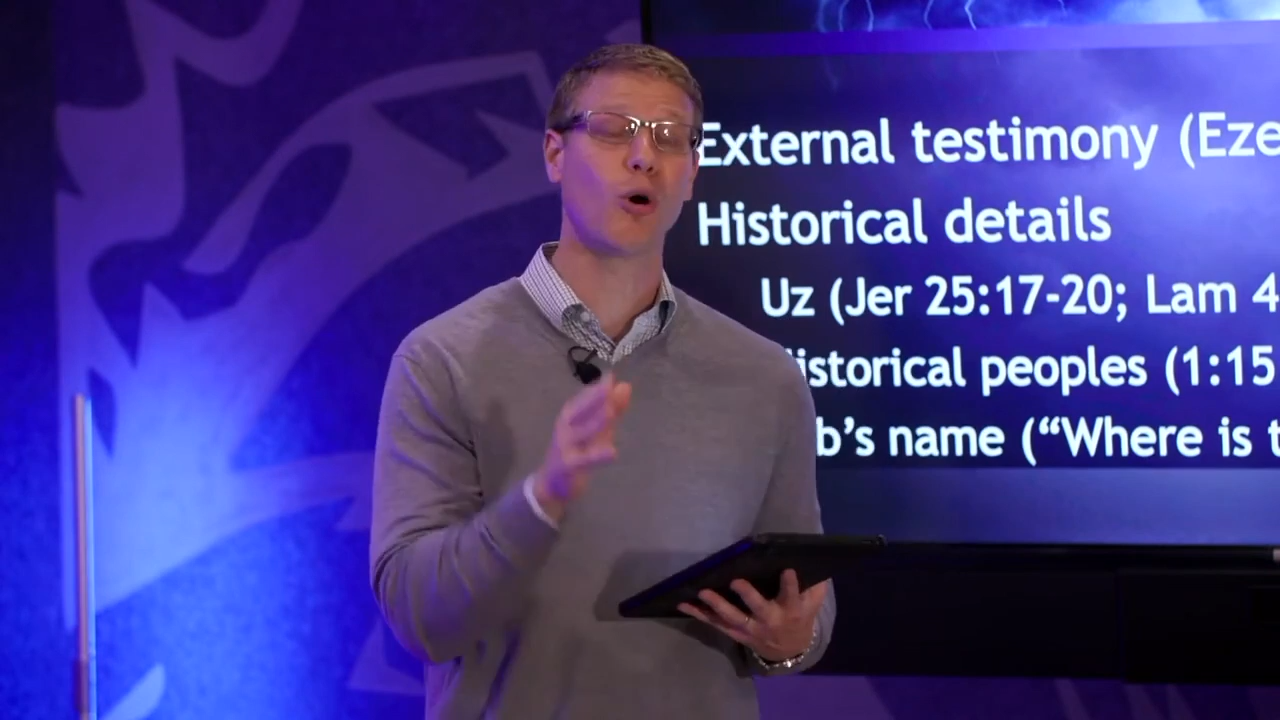 External testimony (Eze
Historical details
Uz (Jer 25:17-20; Lam 4
istorical peoples (1:15
b’s name (“Where is t